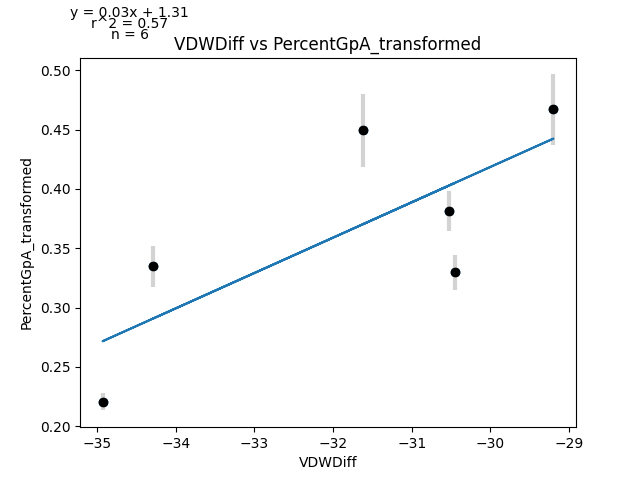 y = 0.03x + 1.31
r^2 = 0.57
n = 6
VDWDiff vs PercentGpA_transformed
0.50
0.45
0.40
0.35
0.30
0.25
0.20
PercentGpA_transformed
−35 −34 −33 −32 −31 −30 −29
VDWDiff